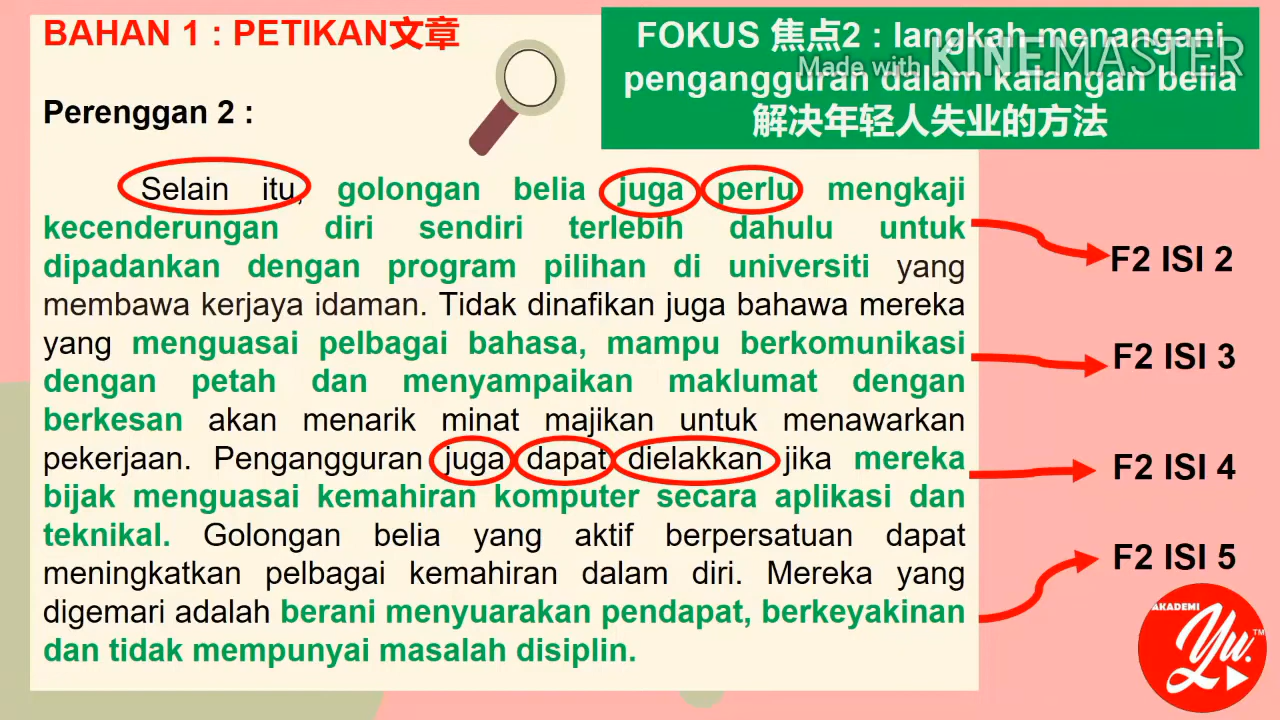 BAHAN 1 : PETIKAN文章
FOKUS 焦点2 : langkah menangani
pengangguran dalam kalangan belia
解决年轻人失业的方法
Made with KINEMASTER
Perenggan 2 :
Selain itu, golongan belia juga perlu mengkaji
kecenderungan diri sendiri terlebih dahulu untuk
dipadankan dengan program pilihan di universiti yang
membawa kerjaya idaman. Tidak dinafikan juga bahawa mereka
yang menguasai pelbagai bahasa, mampu berkomunikasi
dengan petah dan menyampaikan maklumat dengan
berkesan akan menarik minat majikan untuk menawarkan
pekerjaan. Pengangguran juga dapat dielakkan jika mereka
bijak menguasai kemahiran komputer secara aplikasi dan
teknikal. Golongan belia yang aktif berpersatuan dapat
meningkatkan pelbagai kemahiran dalam diri. Mereka yang
digemari adalah berani menyuarakan pendapat, berkeyakinan
dan tidak mempunyai masalah disiplin.
F2 ISI 2
F2 ISI 3
F2 ISI 4
F2 ISI 5
AKADEMI
Yu.
TM